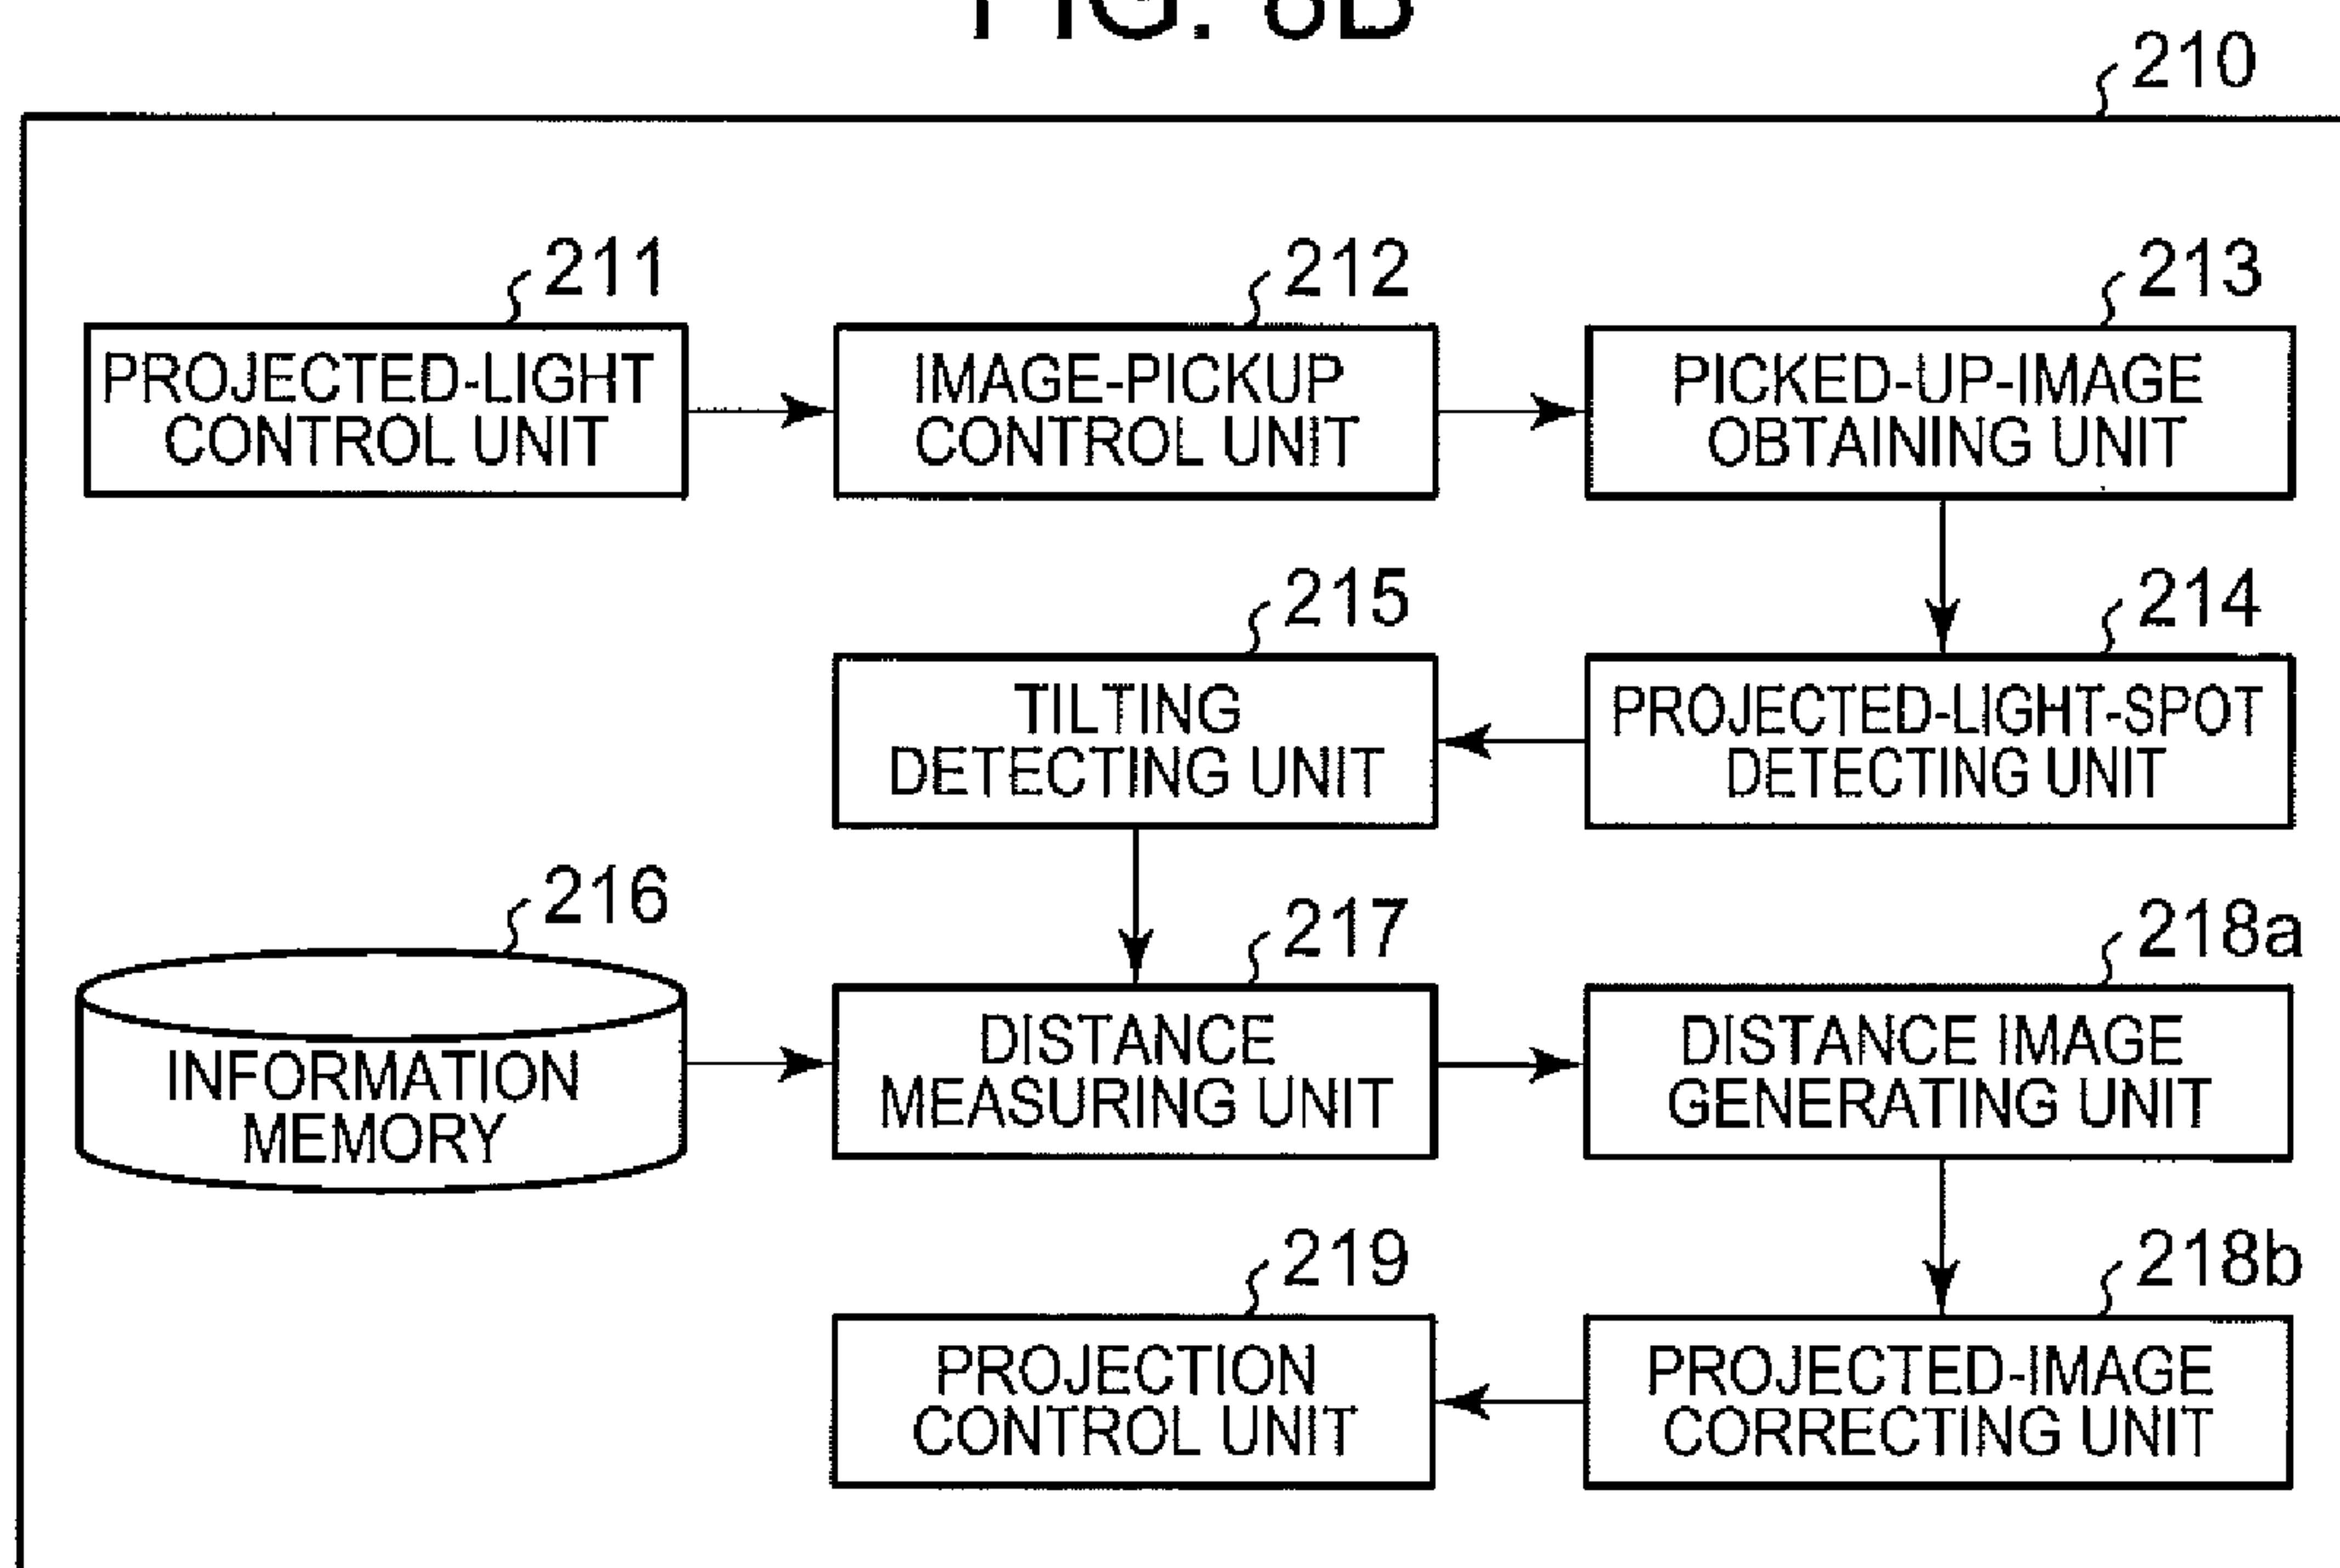 FIG. 8B
210
211
PROJECTED-LIGHT
CONTROL UNIT
212
IMAGE-PICKUP
CONTROL UNIT
213
PICKED-UP-IMAGE
OBTAINING UNIT
215
TILTING
DETECTING UNIT
214
PROJECTED-LIGHT-SPOT
DETECTING UNIT
216
INFORMATION
MEMORY
217
DISTANCE
MEASURING UNIT
218a
DISTANCE IMAGE
GENERATING UNIT
219
PROJECTION
CONTROL UNIT
218b
PROJECTED-IMAGE
CORRECTING UNIT